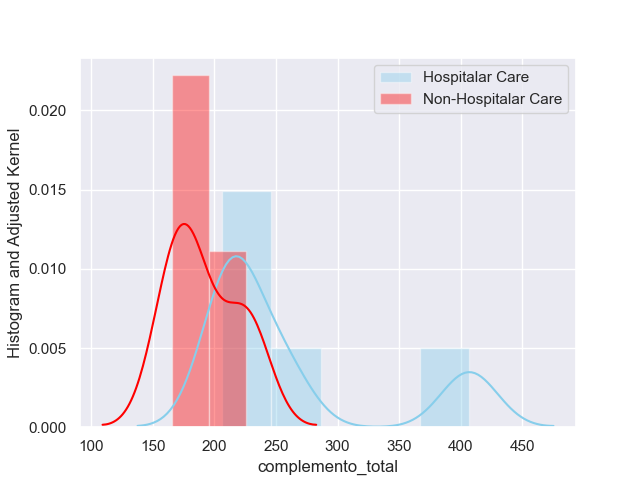 Hospitalar Care
Non-Hospitalar Care
Histogram and Adjusted Kernel
0.020
0.015
0.010
0.005
0.000
100 150 200 250 300 350 400 450
complemento_total